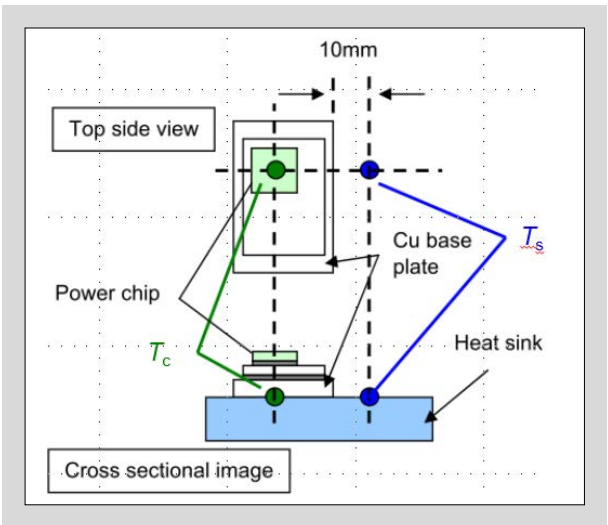 10mm
Top side view
Ts
Cu base
plate
Power chip
Tc
Heat sink
Cross sectional image